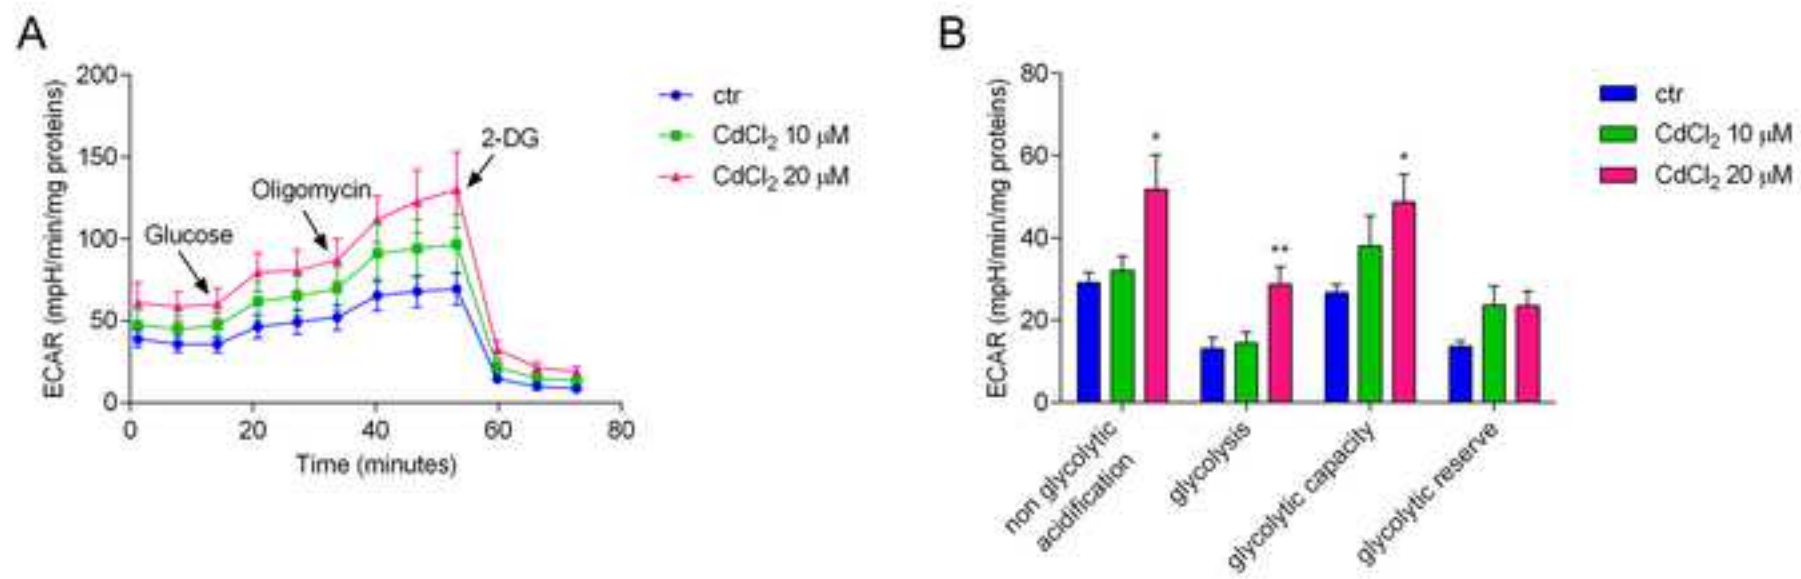 A
ECAR (mpH/min/mg proteins)
200
150
100
50
0
0 20 40 60 80
Time (minutes)
Glucose
Oligomycin
2-DG
ctr
CdCl₂ 10 μM
CdCl₂ 20 μM
B
ECAR (mpH/min/mg proteins)
80
60
40
20
0
*
**
*
non glycolytic
acidification
glycolysis
glycolytic capacity
glycolytic reserve
ctr
CdCl₂ 10 μM
CdCl₂ 20 μM